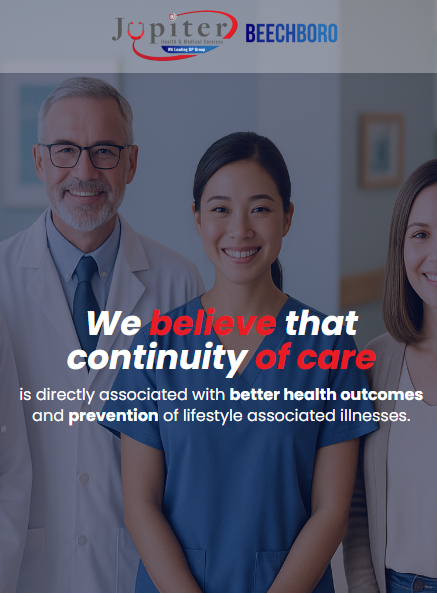 Jupiter BEECHBORO
Health & Medical Services
WA Leading GP Group
We believe that
continuity of care
is directly associated with better health outcomes
and prevention of lifestyle associated illnesses.